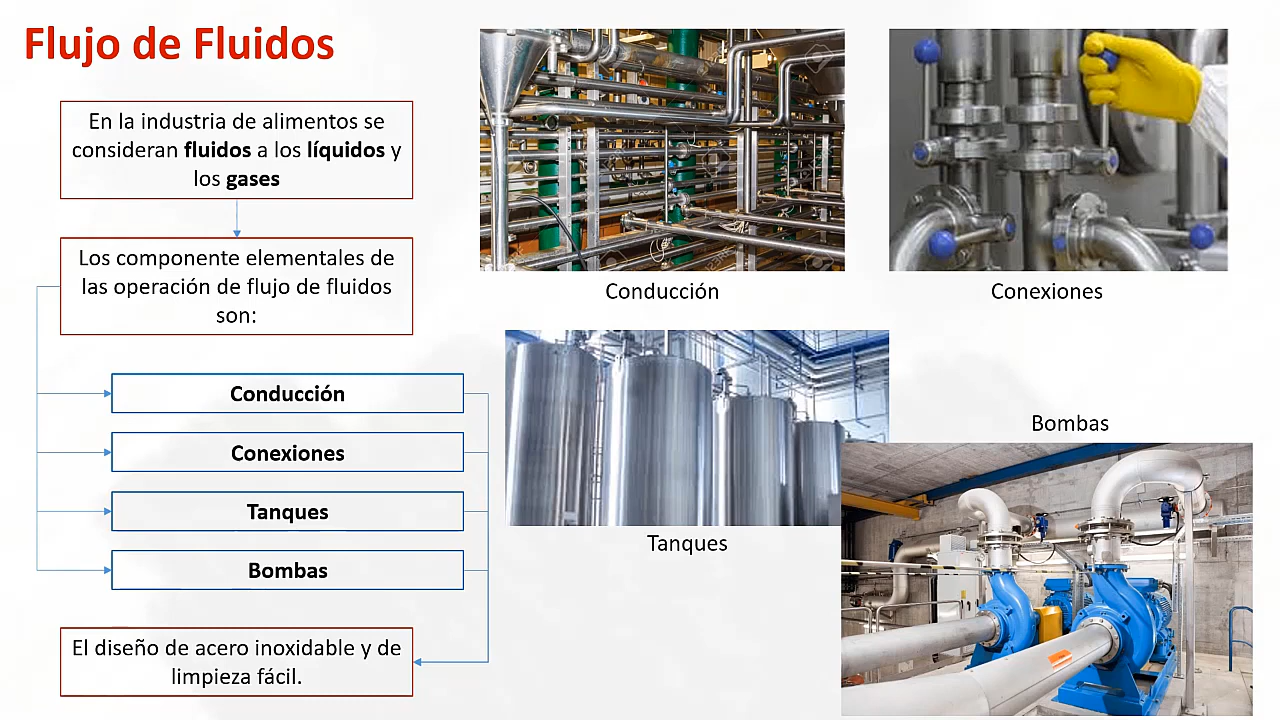 Flujo de Fluidos
En la industria de alimentos se
consideran fluidos a los líquidos y
los gases
Los componente elementales de
las operación de flujo de fluidos
son:
Conducción
Conexiones
Tanques
Bombas
El diseño de acero inoxidable y de
limpieza fácil.
Conducción
Conexiones
Tanques
Bombas